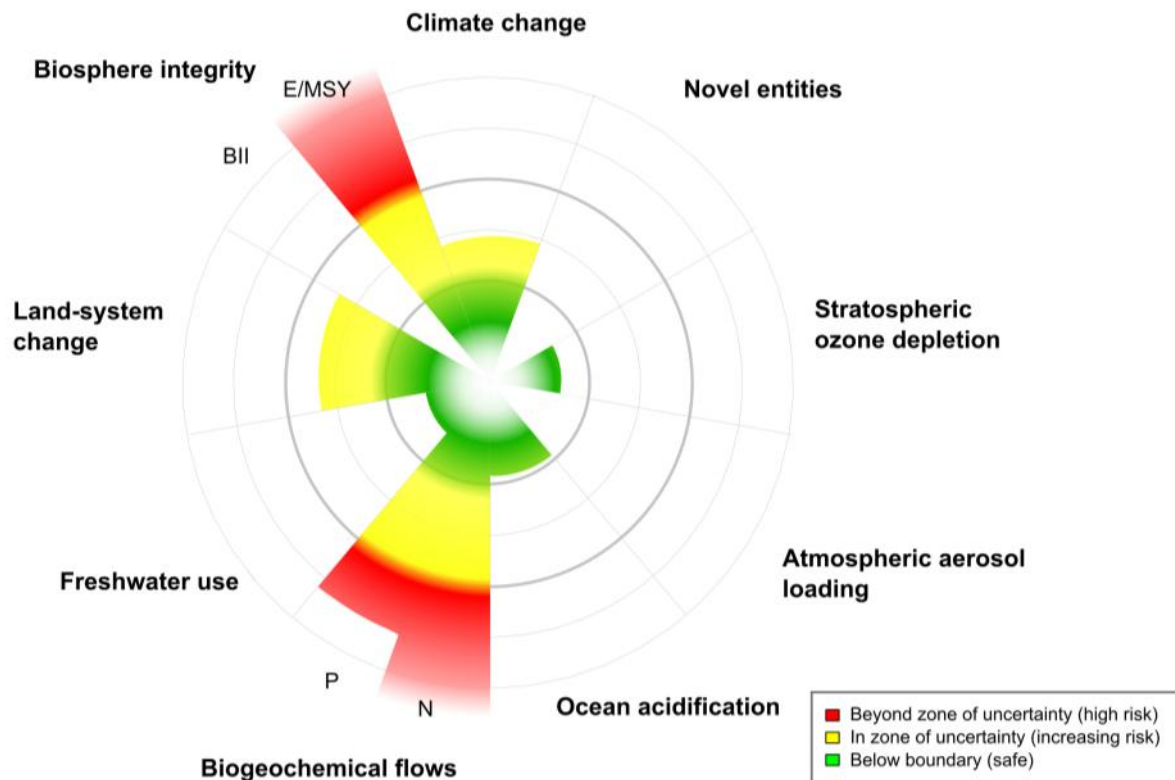 Climate change
Biosphere integrity
E/MSY
Novel entities
BII
Land-system
change
Stratospheric
ozone depletion
Freshwater use
Atmospheric aerosol
loading
P
N
Ocean acidification
Biogeochemical flows
Beyond zone of uncertainty (high risk)
In zone of uncertainty (increasing risk)
Below boundary (safe)